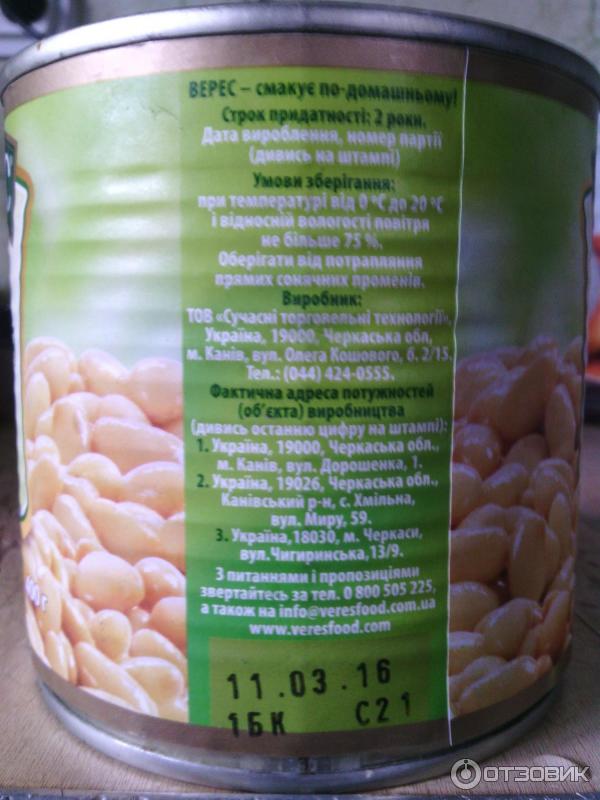 ВЕРЕС – смакує по-домашньому!
Строк придатності: 2 роки.
Дата вироблення, номер партії
(дивись на штампі)
Умови зберігання:
при температурі від 0 °С до 20 °С
і відносній вологості повітря
не більше 75 %.
Оберігати від потрапляння
прямих сонячних променів.
Виробник:
ТОВ «Сучасні торговельні технології»,
Україна, 19000, Черкаська обл,
м. Канів, вул. Олега Кошового, б. 2/15.
Тел.: (044) 424-0555.
Фактична адреса потужностей
(об'єкта) виробництва
(дивись останню цифру на штампі):
1. Україна, 19000, Черкаська обл.,
м. Канів, вул. Дорошенка, 1.
2. Україна, 19026, Черкаська обл.,
Канівський р-н, с. Хмільна,
вул. Миру, 59.
3. Україна,18030, м. Черкаси,
вул.Чигиринська,13/9.
З питаннями і пропозиціями
звертайтесь за тел. 0 800 505 225,
а також на info@veresfood.com.ua
www.veresfood.com
400 г
11.03.16
1БК С21
ОТЗОВИК